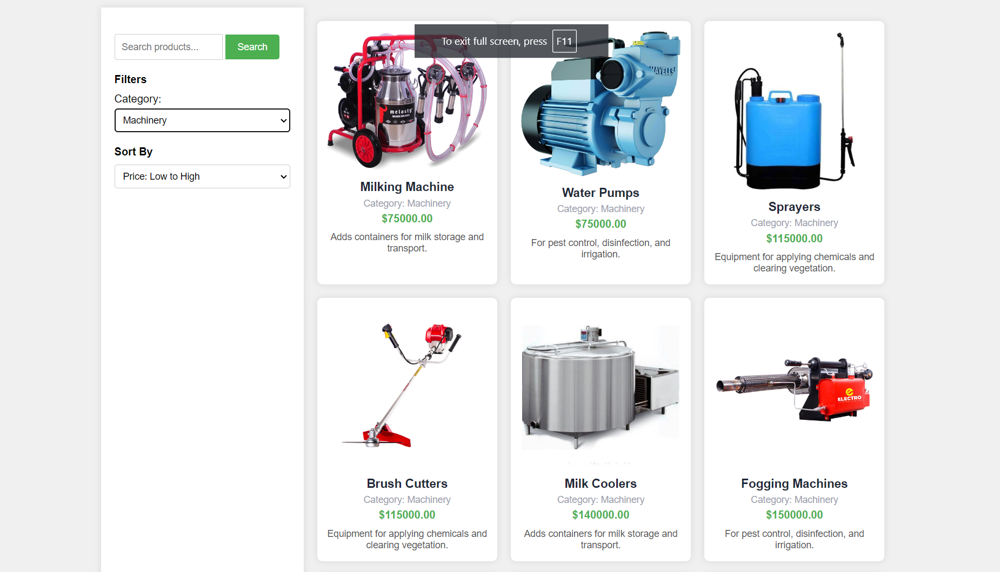 Search products...
Search
Filters
Category:
Machinery
Sort By
Price: Low to High
To exit full screen, press F11
melasty
MILKING MACHINES
Milking Machine
Category: Machinery
$75000.00
Adds containers for milk storage and
transport.
HAVELLS
Water Pumps
Category: Machinery
$75000.00
For pest control, disinfection, and
irrigation.
Sprayers
Category: Machinery
$115000.00
Equipment for applying chemicals and
clearing vegetation.
Brush Cutters
Category: Machinery
$115000.00
Equipment for applying chemicals and
clearing vegetation.
Milk Coolers
Category: Machinery
$140000.00
Adds containers for milk storage and
transport.
ELECTRO
Fogging Machines
Category: Machinery
$150000.00
For pest control, disinfection, and
irrigation.